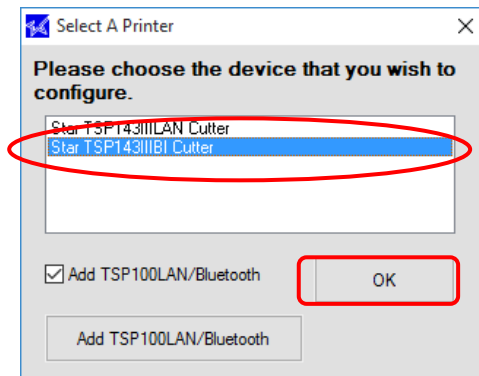 Select A Printer
Please choose the device that you wish to
configure.
Star TSP143IIILAN Cutter
Star TSP143IIIBI Cutter
Add TSP100LAN/Bluetooth
OK
Add TSP100LAN/Bluetooth